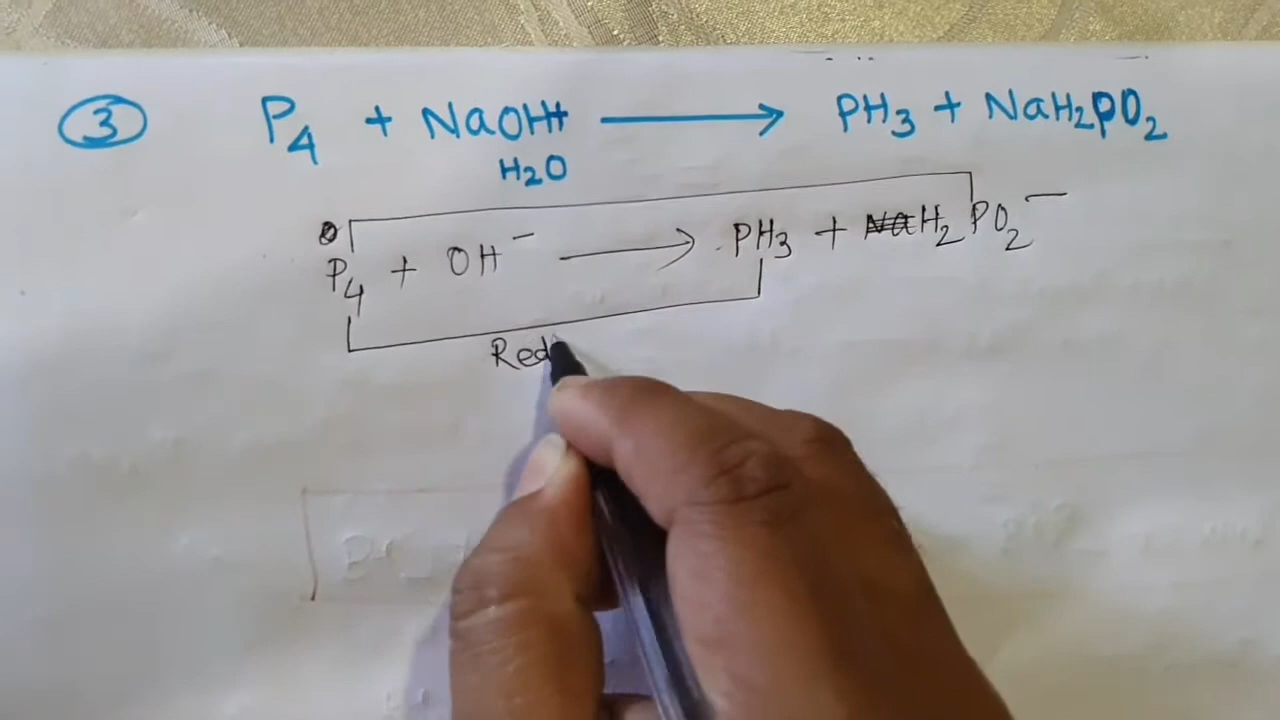 3 P4 + NaOH+ ⟶ PH3 + NaH2PO2
H2O
0
P4 + OH⁻ ⟶ PH3 + NaH2PO2⁻
Red